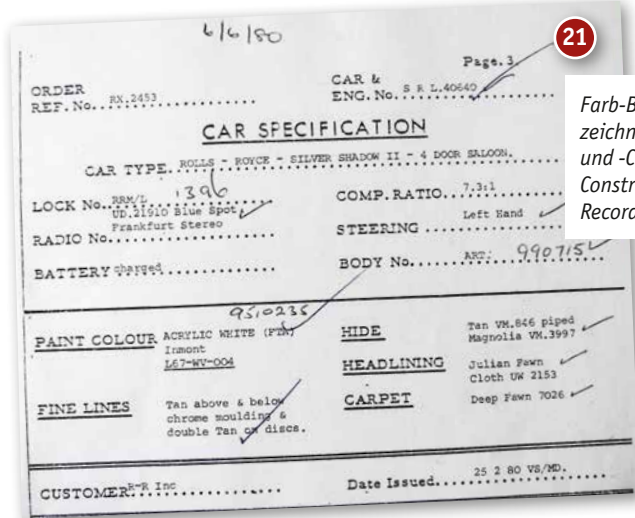 6/6/80
21
Page.3.
ORDER
REF. No. RX.2453
CAR &
ENG. No. S R L.40640
CAR SPECIFICATION
CAR TYPE. ROLLS - ROYCE - SILVER SHADOW II - 4 DOOR SALOON.
LOCK No. RRM/L 1396
UD.21910 Blue Spot
Frankfurt Stereo
RADIO No.
BATTERY charged
COMP. RATIO 7.3:1
STEERING Left Hand
BODY No. ART: 990715
9510235
PAINT COLOUR ACRYLIC WHITE
Inmont
L67-WV-004
FINE LINES Tan above & below
chrome moulding &
double Tan on discs.
HIDE Tan VM.846 piped
Magnolia VM.3997
HEADLINING Julian Fawn
Cloth UW 2153
CARPET Deep Fawn 7026
CUSTOMER R-R Inc
Date Issued. 25 2 80 VS/MD.
Farb-B
zeichn
und -C
Constr
Record